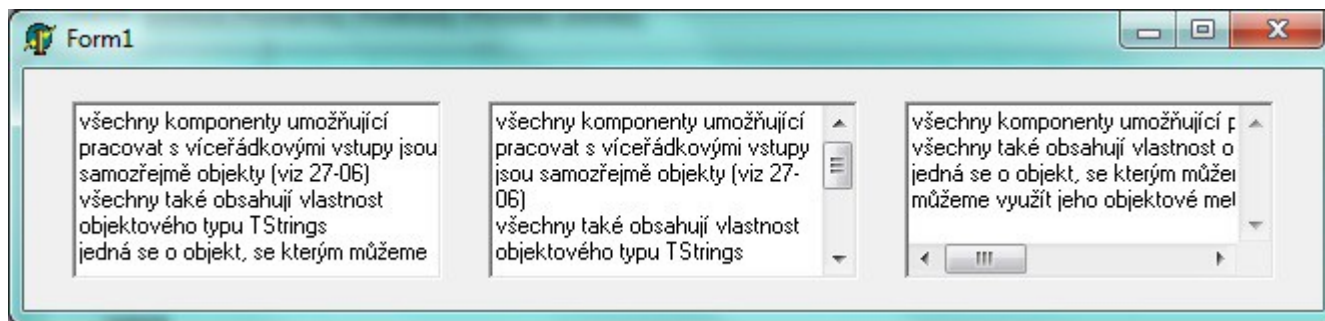 Form1
všechny komponenty umožňující
pracovat s víceřádkovými vstupy jsou
samozřejmě objekty (viz 27-06)
všechny také obsahují vlastnost
objektového typu TStrings
jedná se o objekt, se kterým můžeme
všechny komponenty umožňující
pracovat s víceřádkovými vstupy
jsou samozřejmě objekty (viz 27-
06)
všechny také obsahují vlastnost
objektového typu TStrings
všechny komponenty umožňující
všechny také obsahují vlastnost o
jedná se o objekt, se kterým
můžeme využít jeho objektové